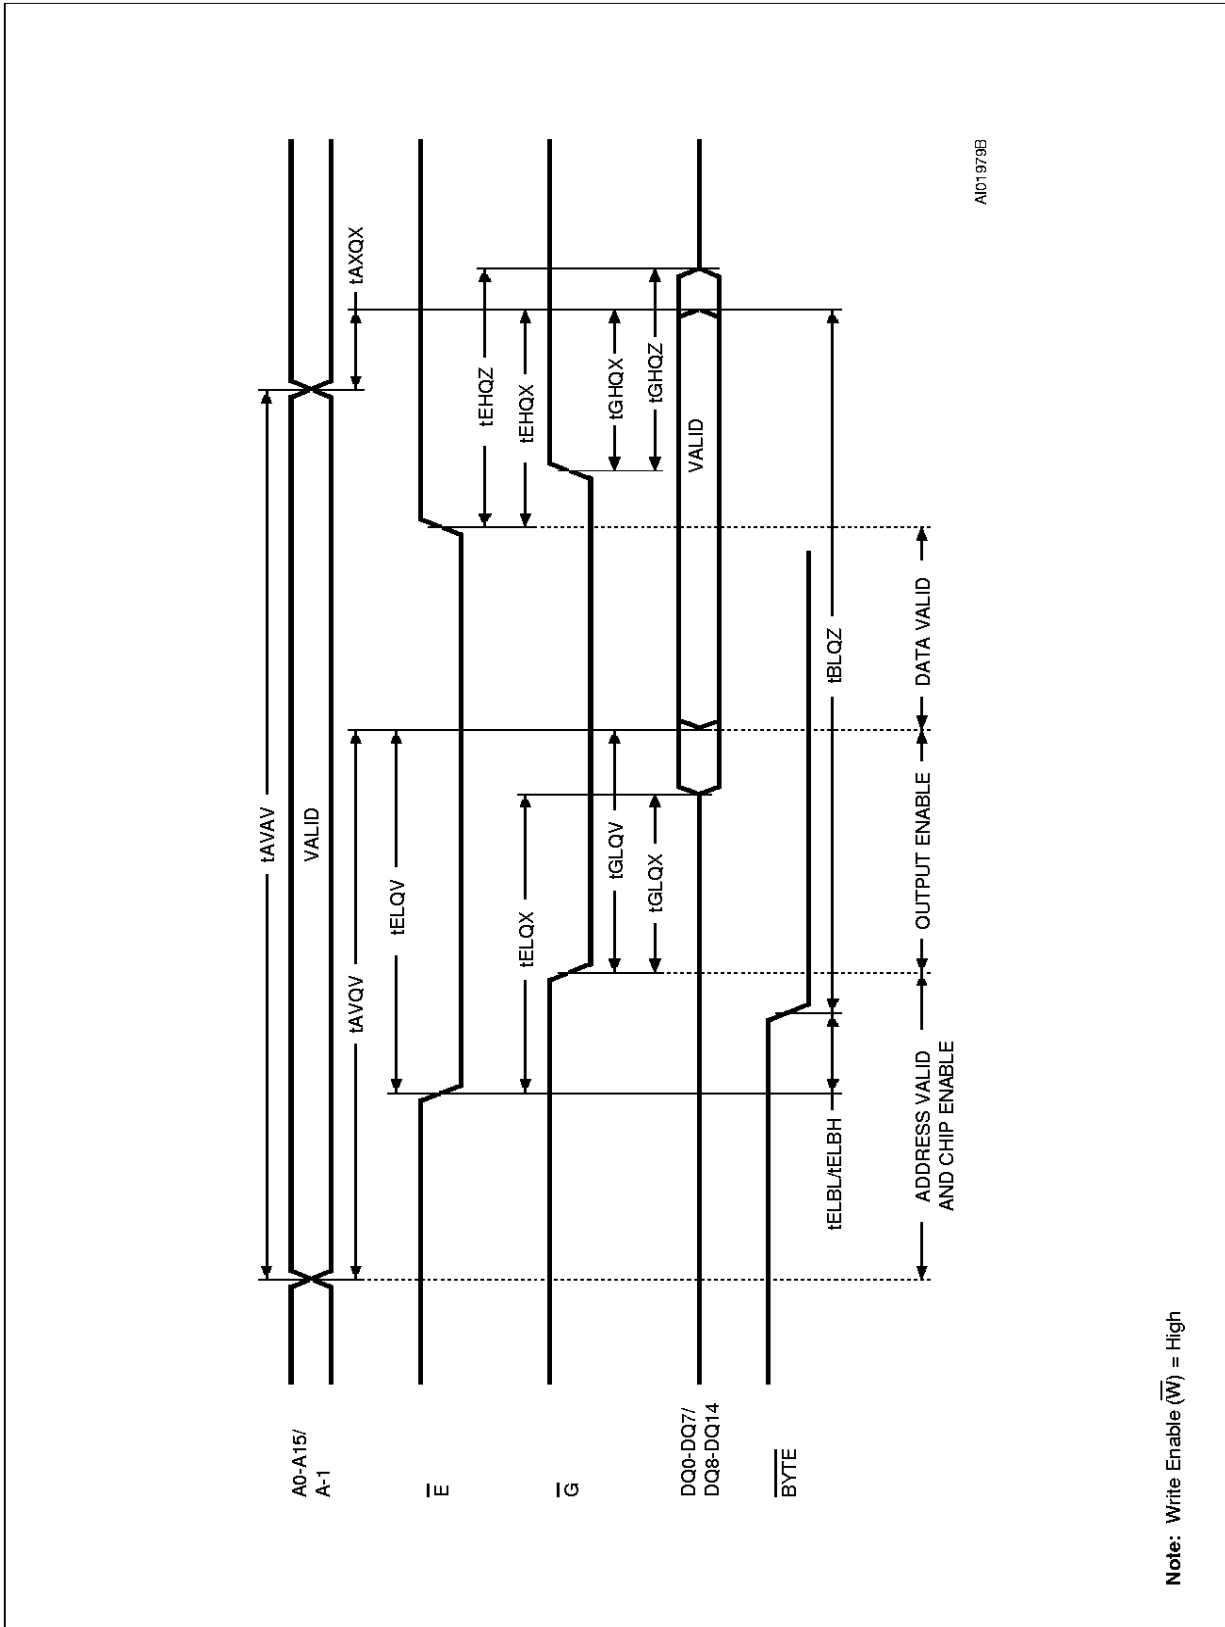 tAVAV
A0-A15/
A-1
VALID
tAVQV
tAXQX
tELQV
E
tEHQZ
tELQX
tEHQX
G
tGLQV
tGHQX
tGLQX
tGHQZ
DQ0-DQ7/
DQ8-DQ14
VALID
BYTE
tELBL/tELBH
tBLQZ
ADDRESS VALID
AND CHIP ENABLE
OUTPUT ENABLE
DATA VALID
AI01979B
Note: Write Enable (W̅) = High